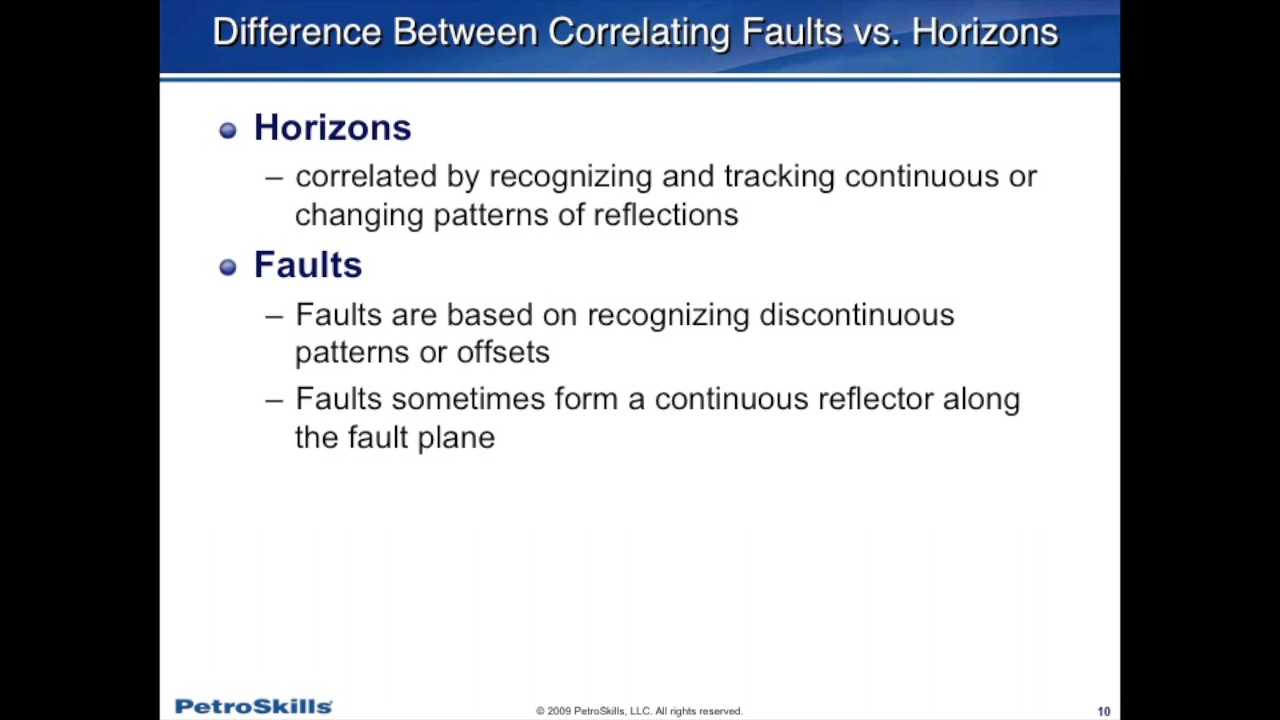 Difference Between Correlating Faults vs. Horizons
Horizons
– correlated by recognizing and tracking continuous or
changing patterns of reflections
Faults
– Faults are based on recognizing discontinuous
patterns or offsets
– Faults sometimes form a continuous reflector along
the fault plane
PetroSkills
© 2009 PetroSkills, LLC. All rights reserved.
10